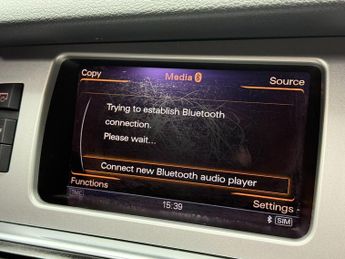 Copy
Media
Source
Trying to establish Bluetooth
connection.
Please wait...
Connect new Bluetooth audio player
Functions
Settings
TMC
15:39
SIM